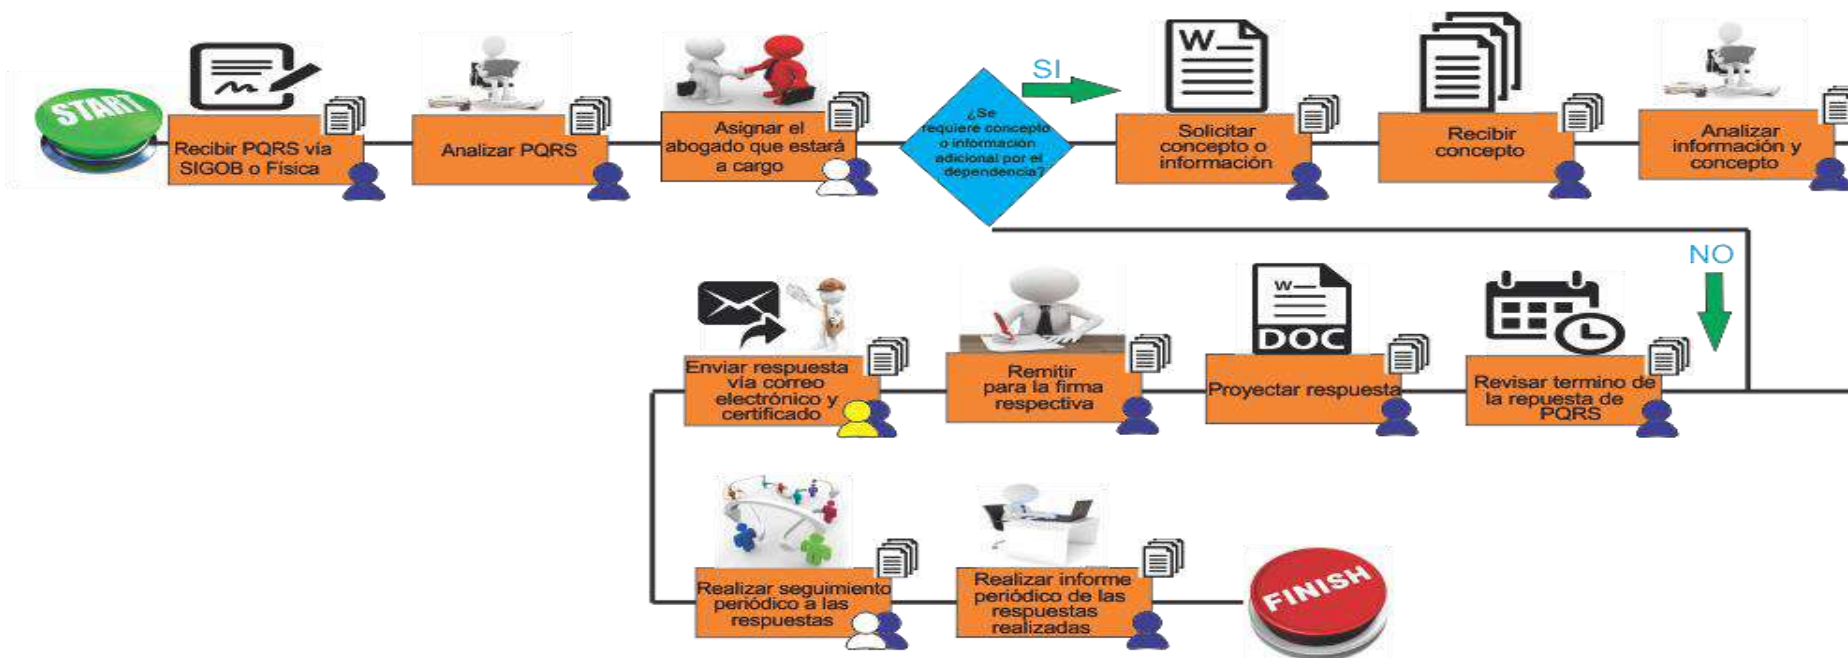 START
Recibir PQRS vía
SIGOB o Física
Analizar PQRS
Asignar el
abogado que estará
a cargo
¿Se
requiere concepto
o información
adicional por el
dependencia?
SI
W
Solicitar
concepto o
información
Recibir
concepto
Analizar
información y
concepto
NO
Enviar respuesta
vía correo
electrónico y
certificado
Remitir
para la firma
respectiva
W
DOC
Proyectar respuesta
Revisar termino de
la repuesta de
PQRS
Realizar seguimiento
periódico a las
respuestas
Realizar informe
periódico de las
respuestas
realizadas
FINISH